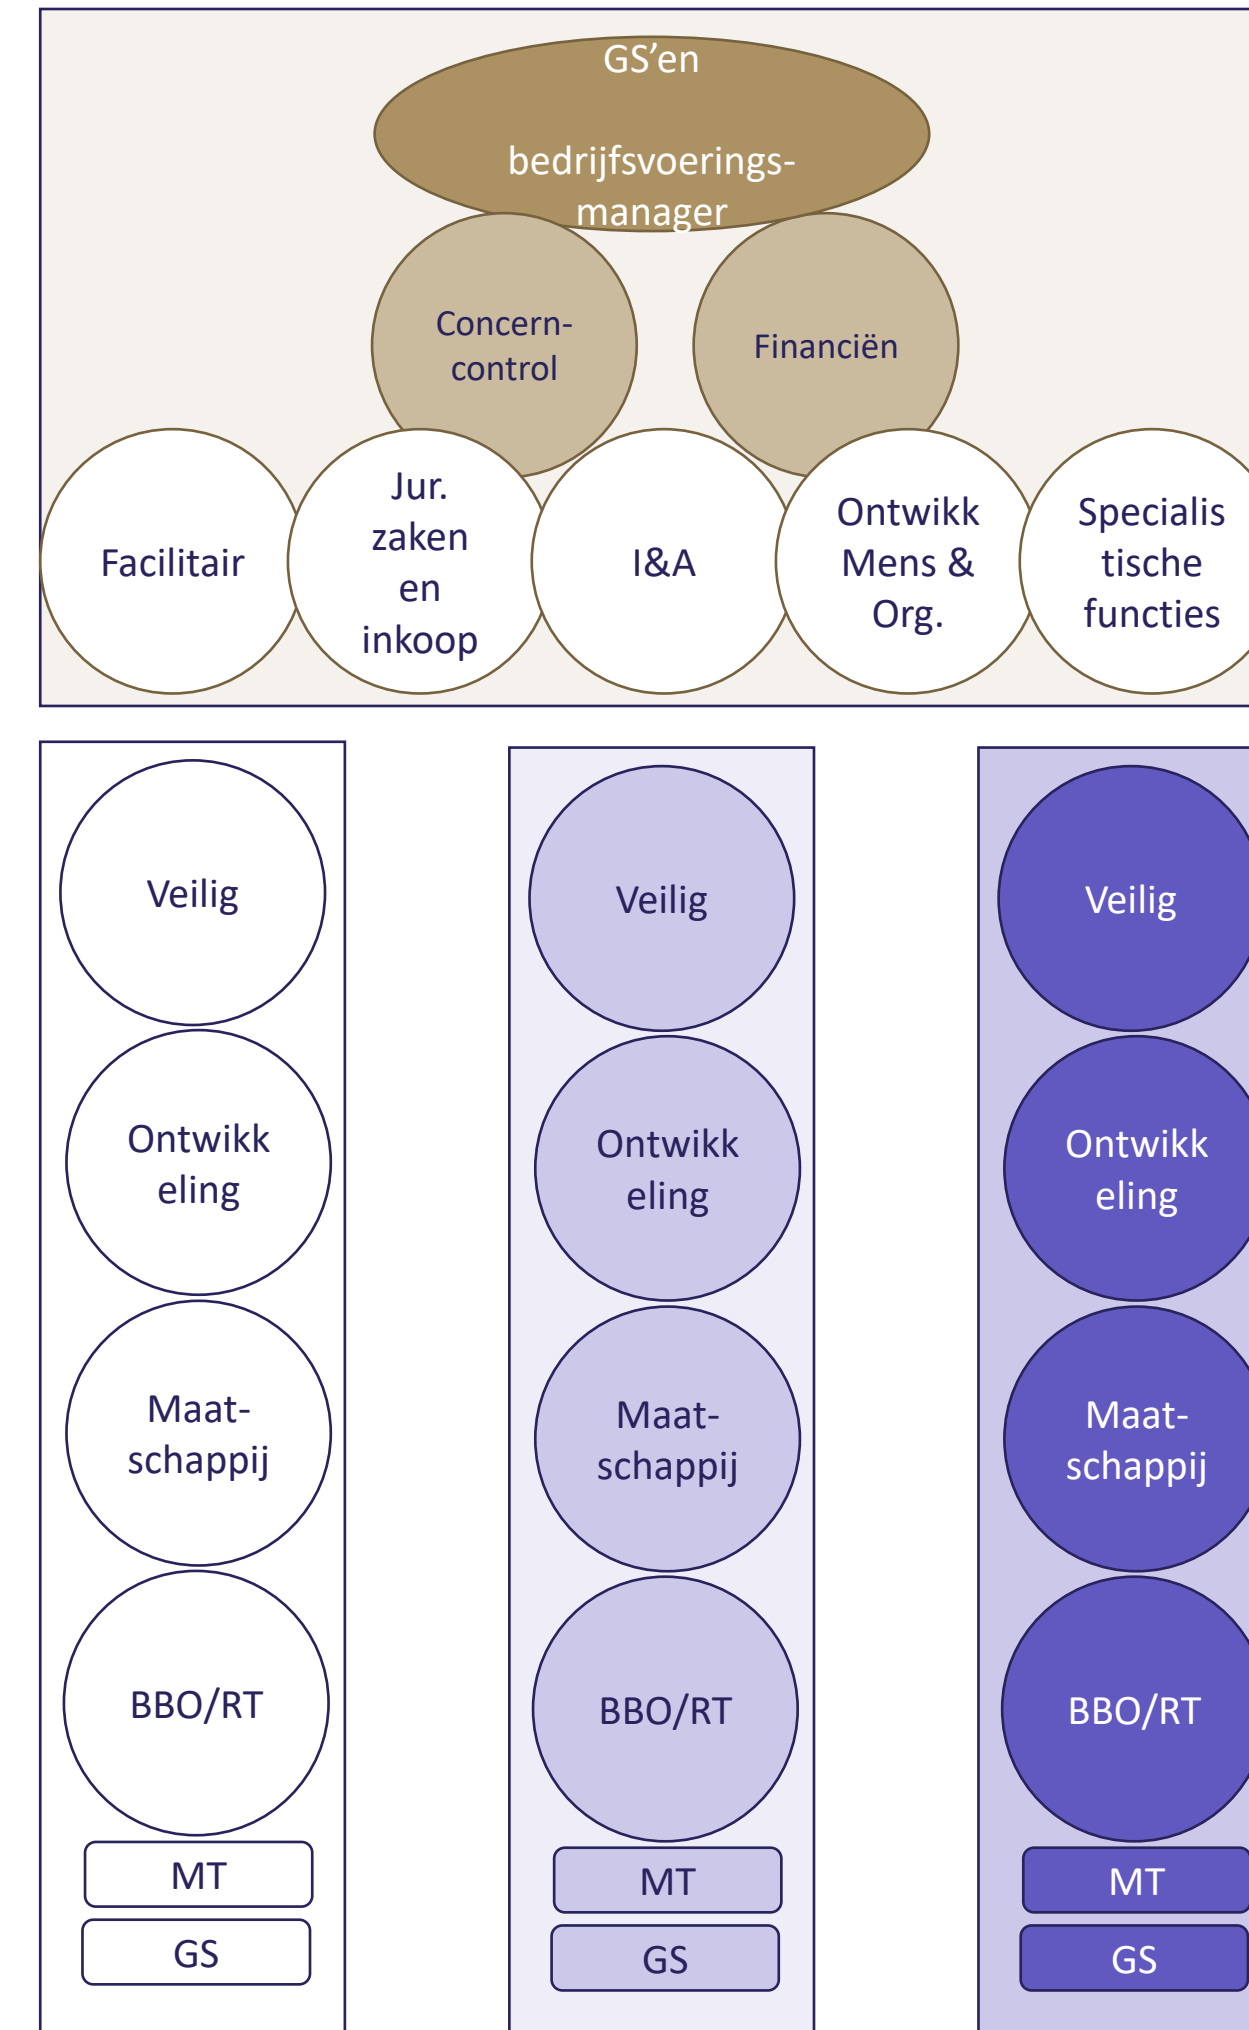 GS’en
bedrijfsvoerings-
manager
Concern-
control
Financiën
Facilitair
Jur.
zaken
en
inkoop
I&A
Ontwikk
Mens &
Org.
Specialis
tische
functies
Veilig
Ontwikk
eling
Maat-
schappij
BBO/RT
MT
GS
Veilig
Ontwikk
eling
Maat-
schappij
BBO/RT
MT
GS
Veilig
Ontwikk
eling
Maat-
schappij
BBO/RT
MT
GS